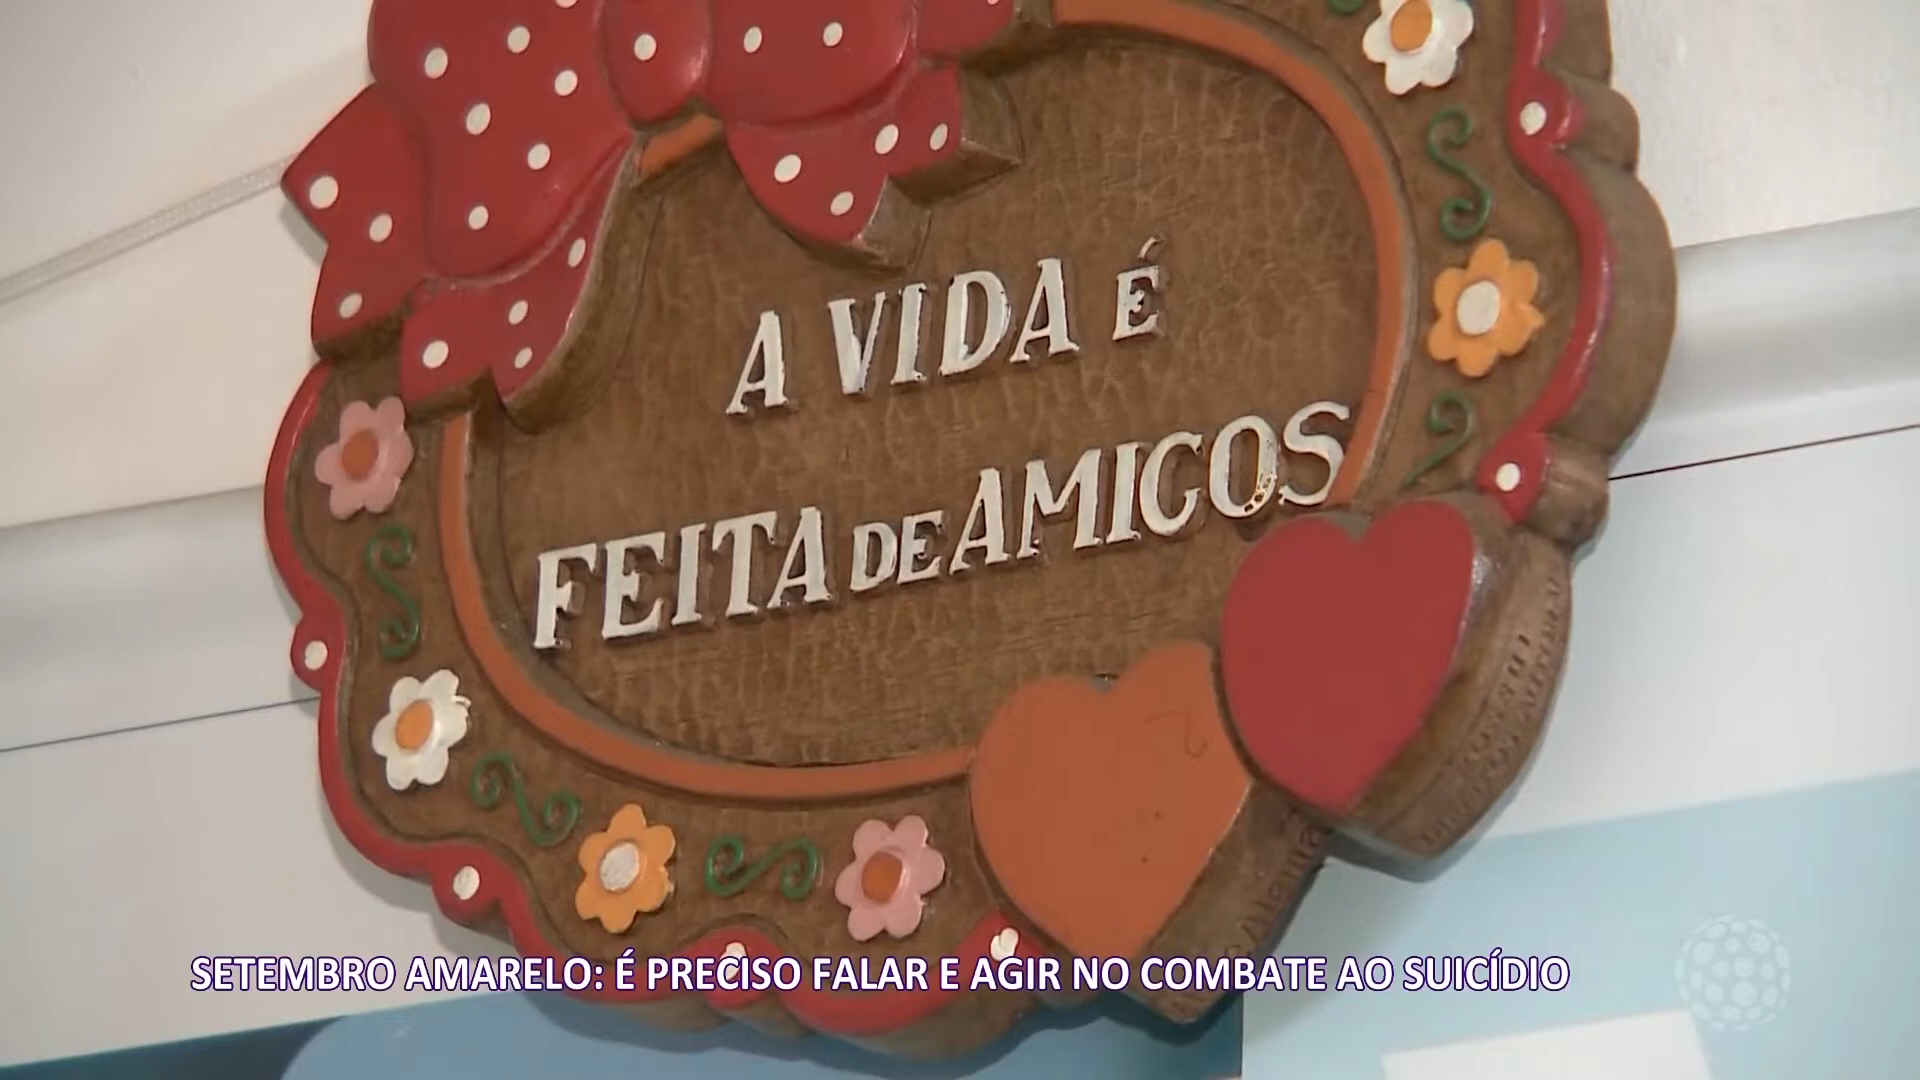 A VIDA É
FEITA DE AMIGOS
SETEMBRO AMARELO: É PRECISO FALAR E AGIR NO COMBATE AO SUICÍDIO